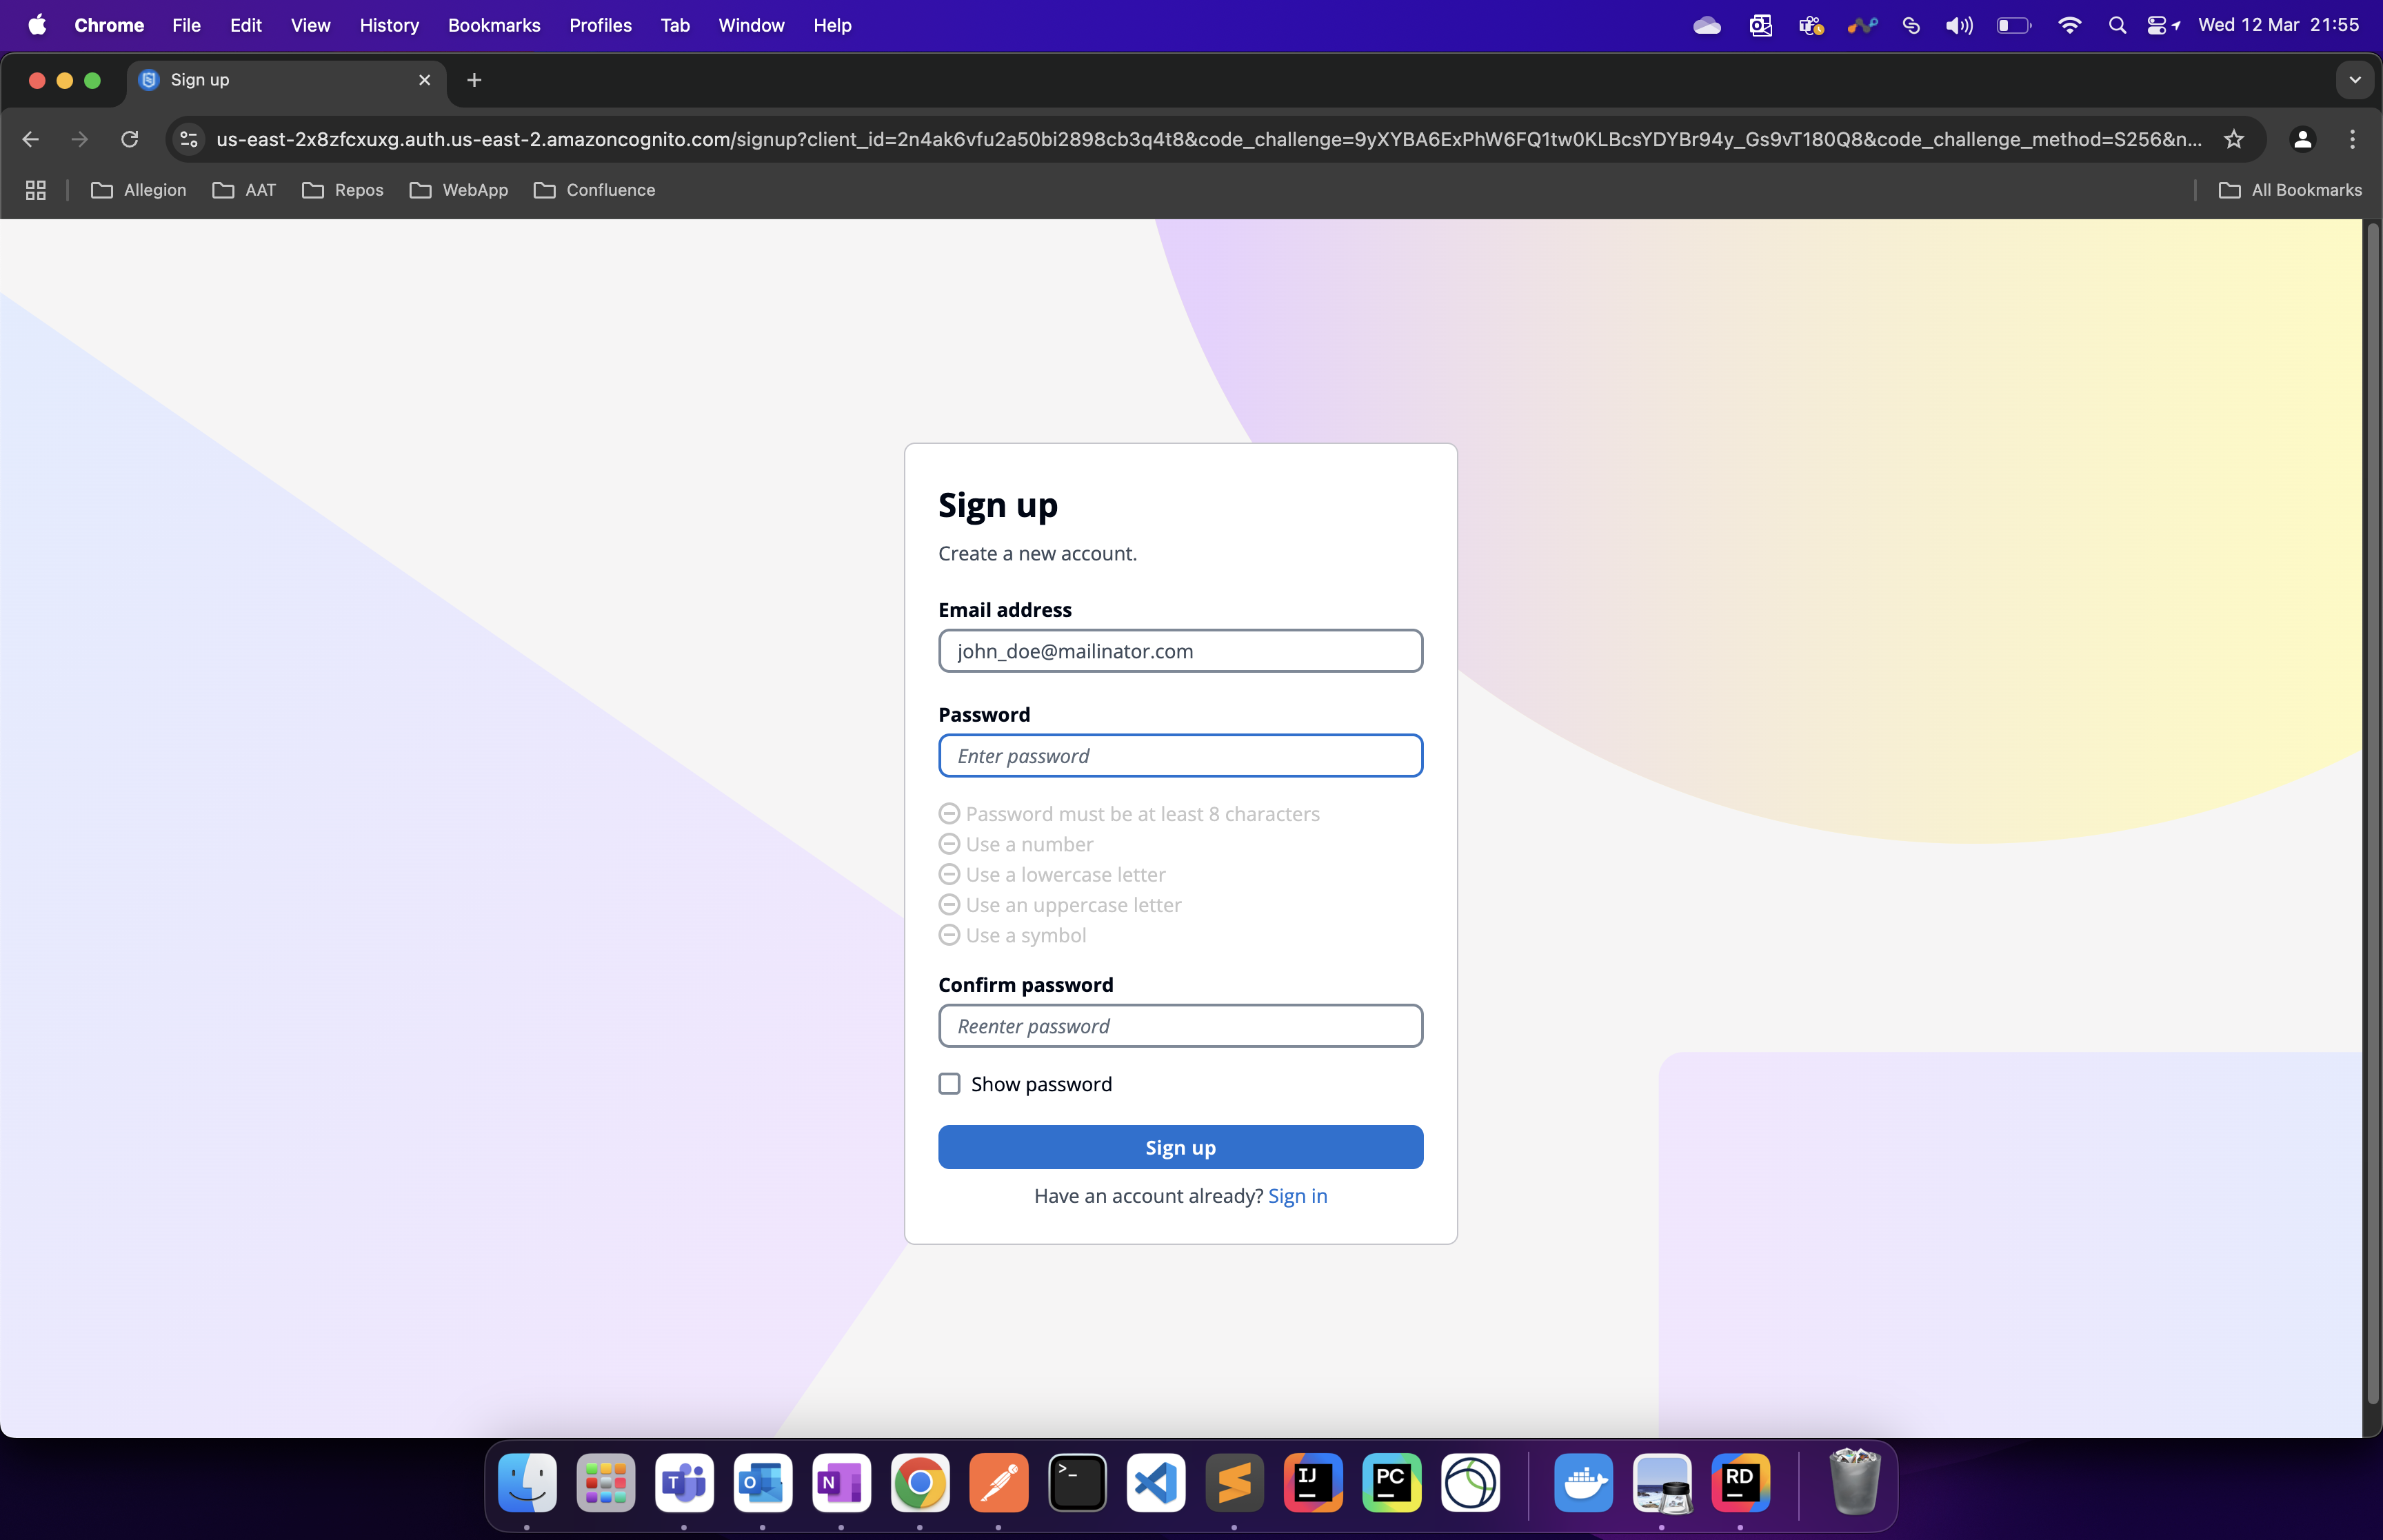 Chrome File Edit View History Bookmarks Profiles Tab Window Help Wed 12 Mar 21:55
Sign up
us-east-2x8zfcxuxg.auth.us-east-2.amazoncognito.com/signup?client_id=2n4ak6vfu2a50bi2898cb3q4t8&code_challenge=9yXYBA6ExPhW6FQ1tw0KLBcsYDYBr94y_Gs9vT180Q8&code_challenge_method=S256&n...
Allegion AAT Repos WebApp Confluence All Bookmarks
Sign up
Create a new account.
Email address
john_doe@mailinator.com
Password
Enter password
Password must be at least 8 characters
Use a number
Use a lowercase letter
Use an uppercase letter
Use a symbol
Confirm password
Reenter password
Show password
Sign up
Have an account already? Sign in
T O N >_ IJ PC RD